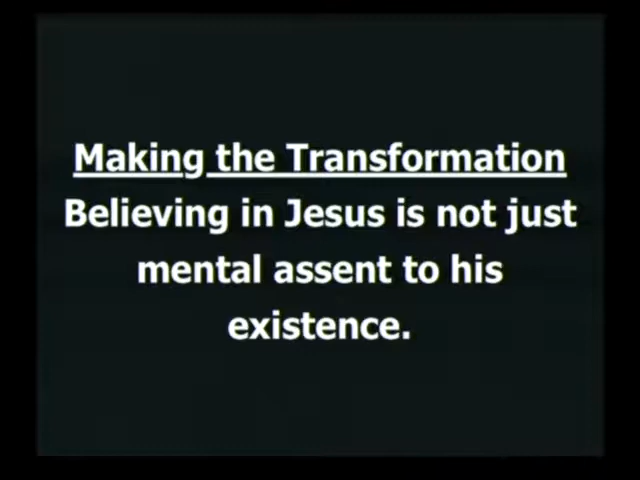 Making the Transformation
Believing in Jesus is not just
mental assent to his
existence.